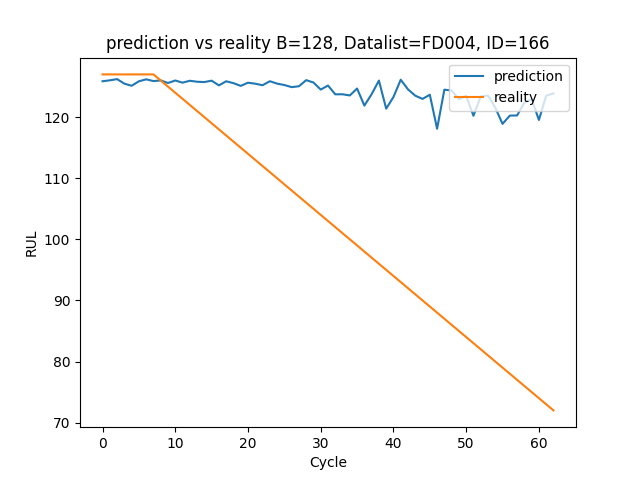 prediction vs reality B=128, Datalist=FD004, ID=166
prediction
reality
RUL
120
110
100
90
80
70
0 10 20 30 40 50 60
Cycle